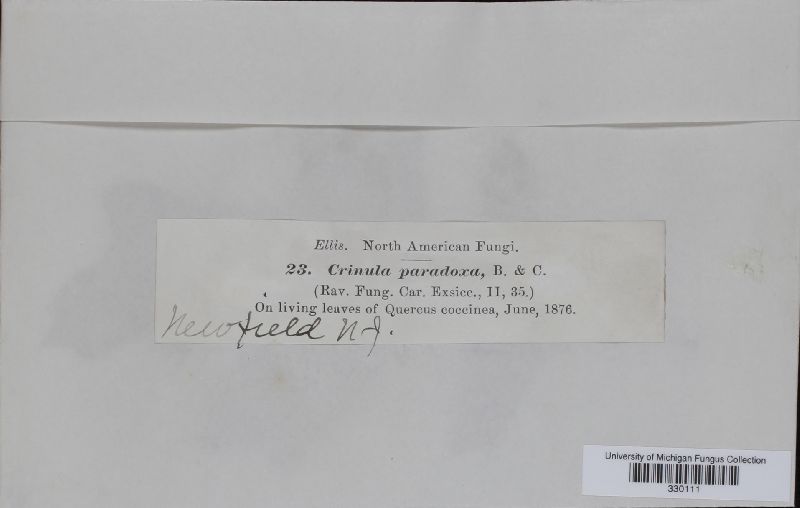 Ellis. North American Fungi.
23. Crinula paradoxa, B. & C.
(Rav. Fung. Car. Exsicc., II, 35.)
On living leaves of Quercus coccinea, June, 1876.
Newfield N.J.
University of Michigan Fungus Collection
330111